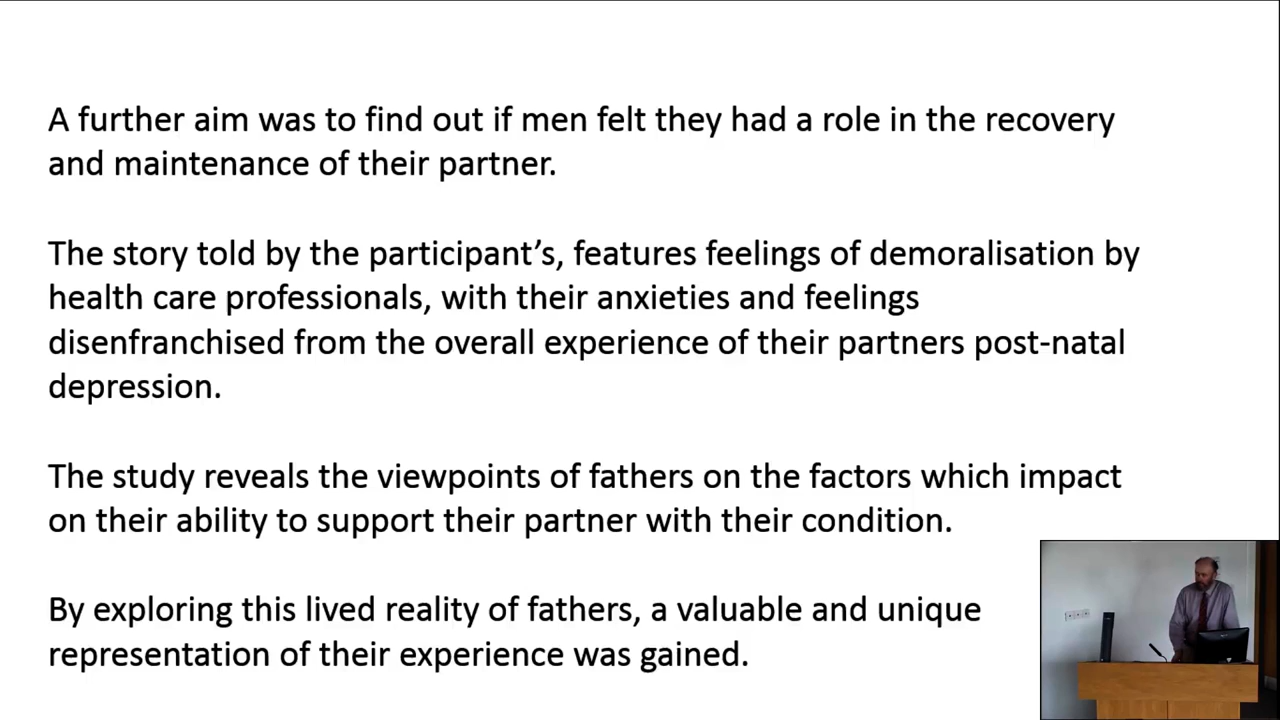 A further aim was to find out if men felt they had a role in the recovery
and maintenance of their partner.
The story told by the participant’s, features feelings of demoralisation by
health care professionals, with their anxieties and feelings
disenfranchised from the overall experience of their partners post-natal
depression.
The study reveals the viewpoints of fathers on the factors which impact
on their ability to support their partner with their condition.
By exploring this lived reality of fathers, a valuable and unique
representation of their experience was gained.